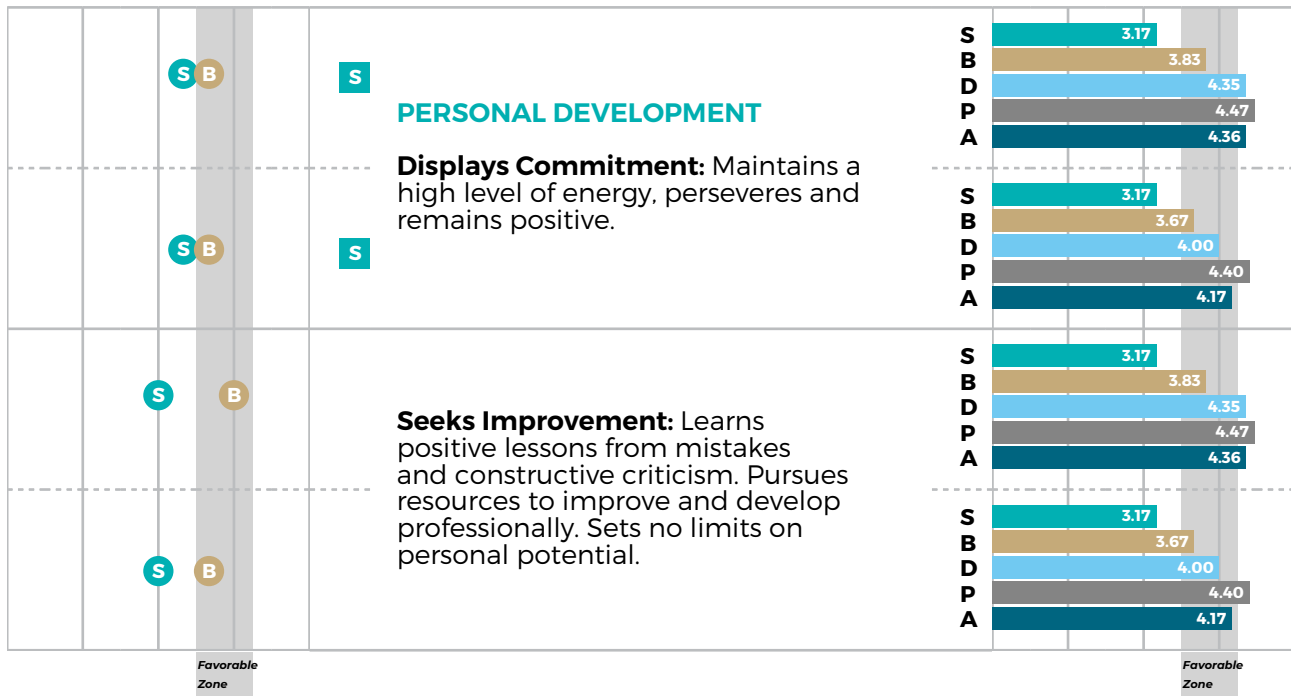 S B S
PERSONAL DEVELOPMENT
Displays Commitment: Maintains a
high level of energy, perseveres and
remains positive.
S 3.17
B 3.83
D 4.35
P 4.47
A 4.36
S B S
S 3.17
B 3.67
D 4.00
P 4.40
A 4.17
S B
Seeks Improvement: Learns
positive lessons from mistakes
and constructive criticism. Pursues
resources to improve and develop
professionally. Sets no limits on
personal potential.
S 3.17
B 3.83
D 4.35
P 4.47
A 4.36
S B
S 3.17
B 3.67
D 4.00
P 4.40
A 4.17
Favorable
Zone
Favorable
Zone